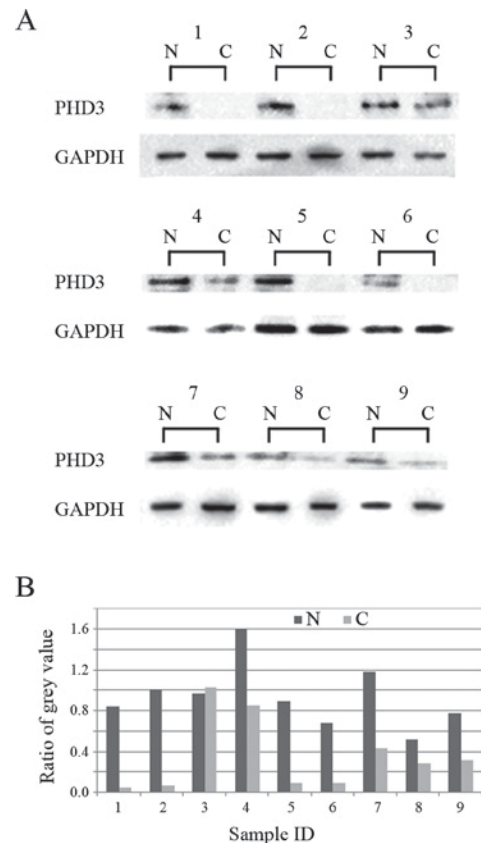 A
1 2 3
N C N C N C
PHD3
GAPDH
4 5 6
N C N C N C
PHD3
GAPDH
7 8 9
N C N C N C
PHD3
GAPDH
B
N C
Ratio of grey value
1.6
1.2
0.8
0.4
0.0
1 2 3 4 5 6 7 8 9
Sample ID